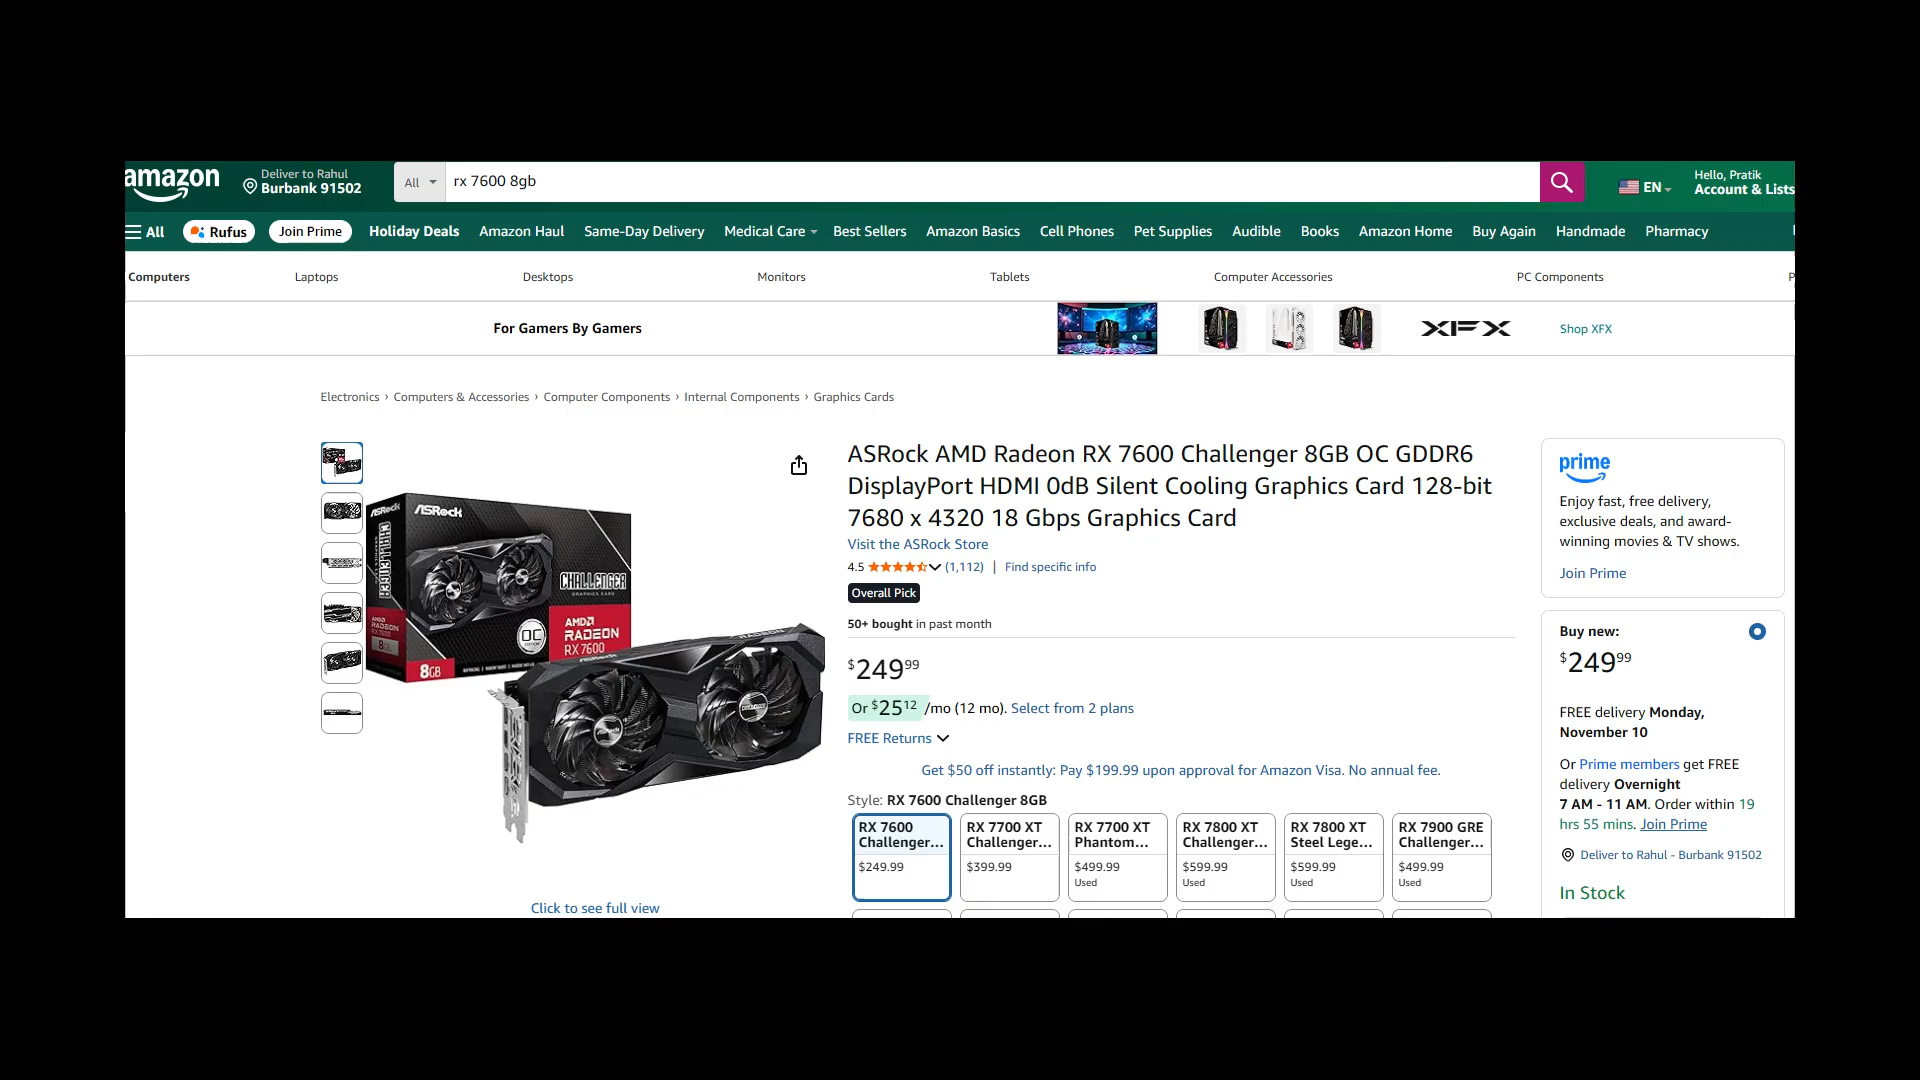 amazon
Deliver to Rahul
Burbank 91502
All
rx 7600 8gb
EN
Hello, Pratik
Account & Lists
All
Rufus
Join Prime
Holiday Deals
Amazon Haul
Same-Day Delivery
Medical Care
Best Sellers
Amazon Basics
Cell Phones
Pet Supplies
Audible
Books
Amazon Home
Buy Again
Handmade
Pharmacy
Computers
Laptops
Desktops
Monitors
Tablets
Computer Accessories
PC Components
For Gamers By Gamers
XFX
Shop XFX
Electronics › Computers & Accessories › Computer Components › Internal Components › Graphics Cards
ASRock
ASRock
CHALLENGER
CHALLENGER
GRAPHICS CARD
OC
AMD
RADEON
RX 7600
8GB
AMD
RADEON
RX 7600
8GB
RADEON
ASRock
CHALLENGER
Click to see full view
ASRock AMD Radeon RX 7600 Challenger 8GB OC GDDR6
DisplayPort HDMI 0dB Silent Cooling Graphics Card 128-bit
7680 x 4320 18 Gbps Graphics Card
Visit the ASRock Store
4.5 (1,112) | Find specific info
Overall Pick
50+ bought in past month
$249 99
Or $25 12 /mo (12 mo). Select from 2 plans
FREE Returns
Get $50 off instantly: Pay $199.99 upon approval for Amazon Visa. No annual fee.
Style: RX 7600 Challenger 8GB
RX 7600
Challenger...
$249.99
RX 7700 XT
Challenger...
$399.99
RX 7700 XT
Phantom...
$499.99
Used
RX 7800 XT
Challenger...
$599.99
Used
RX 7800 XT
Steel Lege...
$599.99
Used
RX 7900 GRE
Challenger...
$499.99
Used
prime
Enjoy fast, free delivery,
exclusive deals, and award-
winning movies & TV shows.
Join Prime
Buy new:
$249 99
FREE delivery Monday,
November 10
Or Prime members get FREE
delivery Overnight
7 AM - 11 AM. Order within 19
hrs 55 mins. Join Prime
Deliver to Rahul - Burbank 91502
In Stock